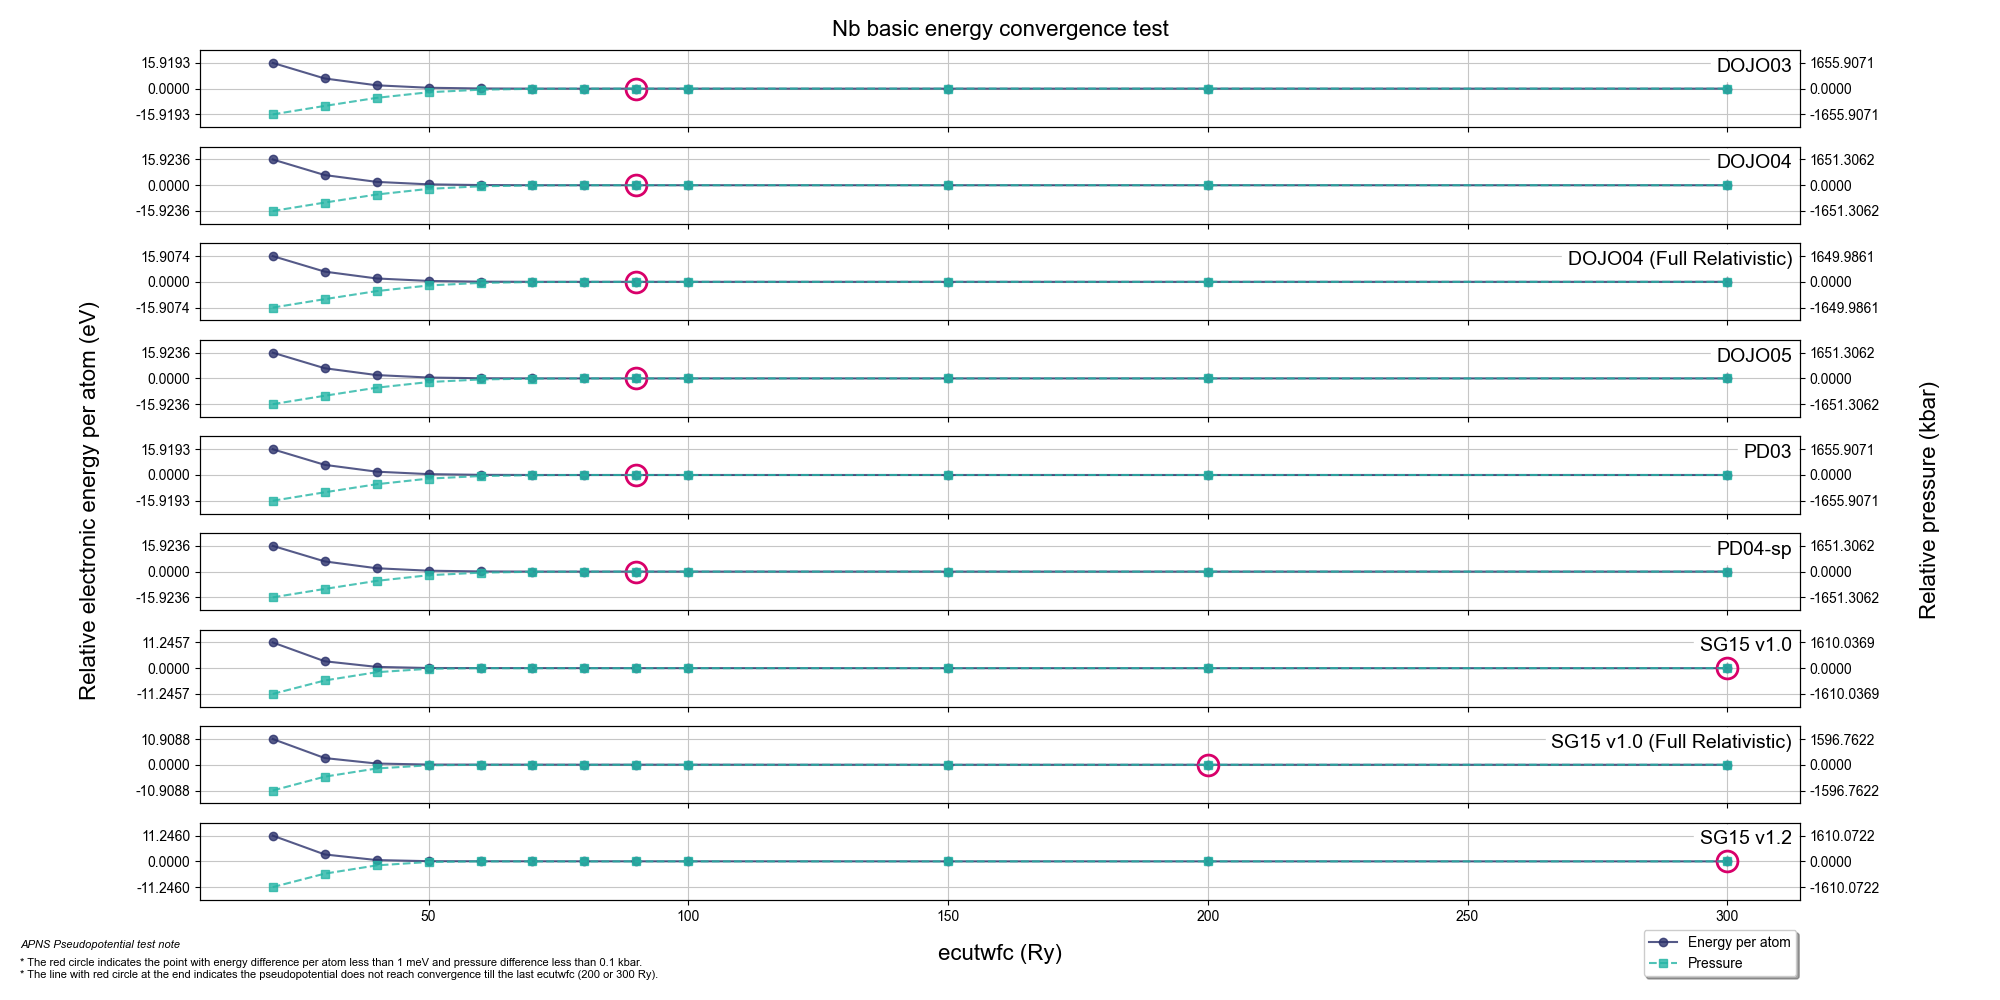 Nb basic energy convergence test
Relative electronic energy per atom (eV)
Relative pressure (kbar)
DOJO03
15.9193
0.0000
-15.9193
1655.9071
0.0000
-1655.9071
DOJO04
15.9236
0.0000
-15.9236
1651.3062
0.0000
-1651.3062
DOJO04 (Full Relativistic)
15.9074
0.0000
-15.9074
1649.9861
0.0000
-1649.9861
DOJO05
15.9236
0.0000
-15.9236
1651.3062
0.0000
-1651.3062
PD03
15.9193
0.0000
-15.9193
1655.9071
0.0000
-1655.9071
PD04-sp
15.9236
0.0000
-15.9236
1651.3062
0.0000
-1651.3062
SG15 v1.0
11.2457
0.0000
-11.2457
1610.0369
0.0000
-1610.0369
SG15 v1.0 (Full Relativistic)
10.9088
0.0000
-10.9088
1596.7622
0.0000
-1596.7622
SG15 v1.2
11.2460
0.0000
-11.2460
1610.0722
0.0000
-1610.0722
50 100 150 200 250 300
ecutwfc (Ry)
Energy per atom
Pressure
APNS Pseudopotential test note
* The red circle indicates the point with energy difference per atom less than 1 meV and pressure difference less than 0.1 kbar.
* The line with red circle at the end indicates the pseudopotential does not reach convergence till the last ecutwfc (200 or 300 Ry).